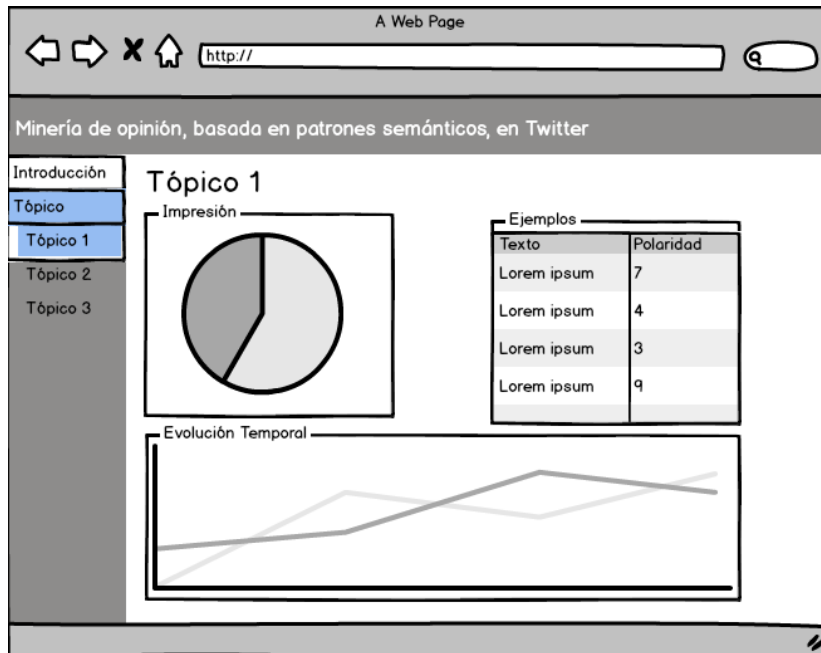 A Web Page
http://
Minería de opinión, basada en patrones semánticos, en Twitter
Introducción
Tópico
Tópico 1
Tópico 2
Tópico 3
Tópico 1
Impresión
Ejemplos
Texto Polaridad
Lorem ipsum 7
Lorem ipsum 4
Lorem ipsum 3
Lorem ipsum 9
Evolución Temporal